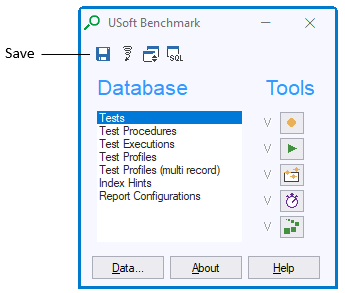 USoft Benchmark
Save
SQL
Database
Tools
Tests
Test Procedures
Test Executions
Test Profiles
Test Profiles (multi record)
Index Hints
Report Configurations
Data...
About
Help